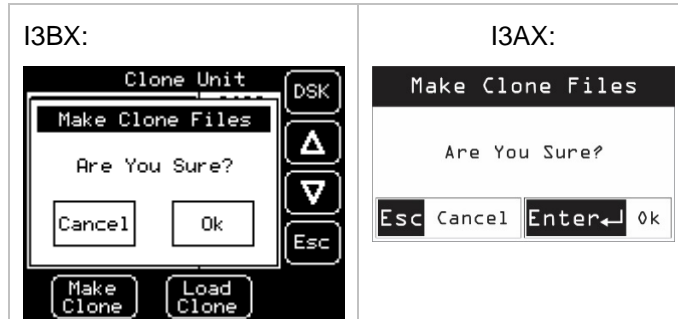 I3BX:
Clone Unit
DSK
Make Clone Files
Are You Sure?
Cancel
Ok
Esc
Make
Clone
Load
Clone
I3AX:
Make Clone Files
Are You Sure?
Esc Cancel Enter↵ Ok